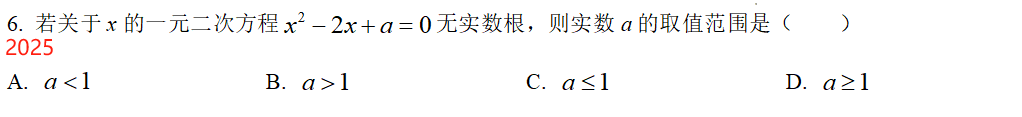 6. 若关于 x 的一元二次方程 x² − 2x + a = 0 无实数根，则实数 a 的取值范围是（　　）
2025
A. a < 1　　B. a > 1　　C. a ≤ 1　　D. a ≥ 1